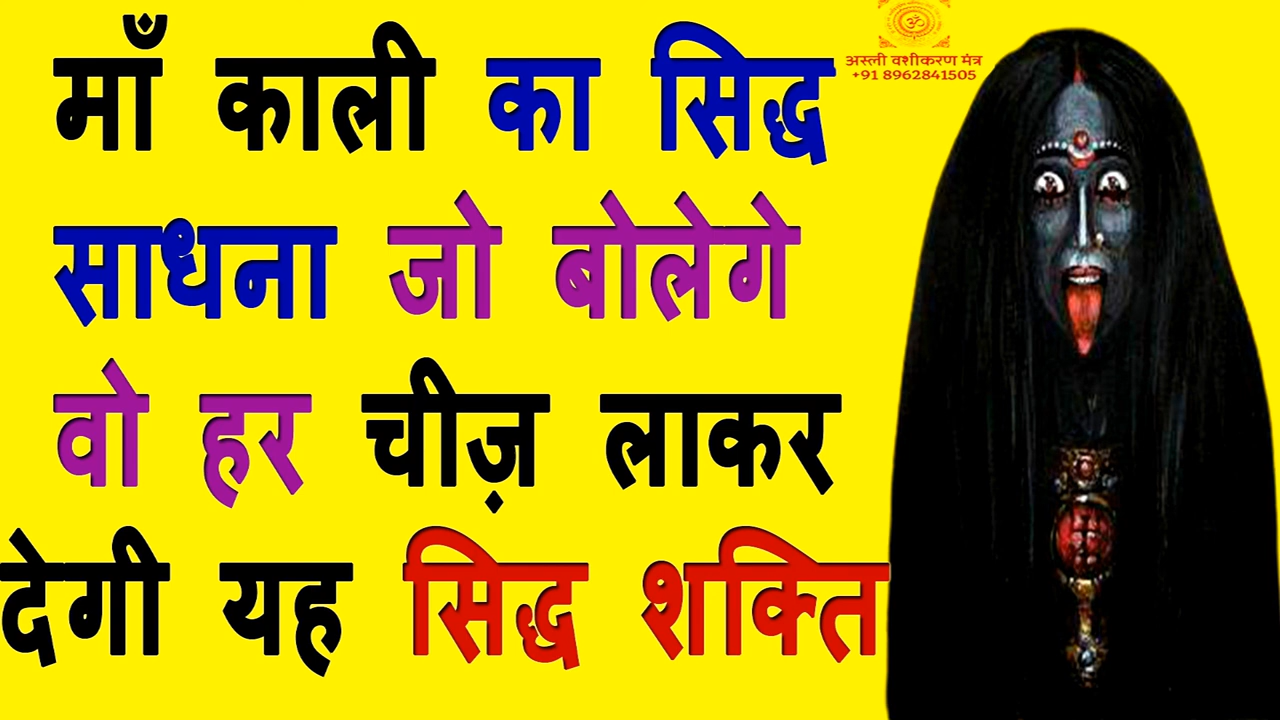 माँ काली का सिद्ध
साधना जो बोलेगे
वो हर चीज़ लाकर
देगी यह सिद्ध शक्ति
ॐ
अस्ली वशीकरण मंत्र
+91 8962841505